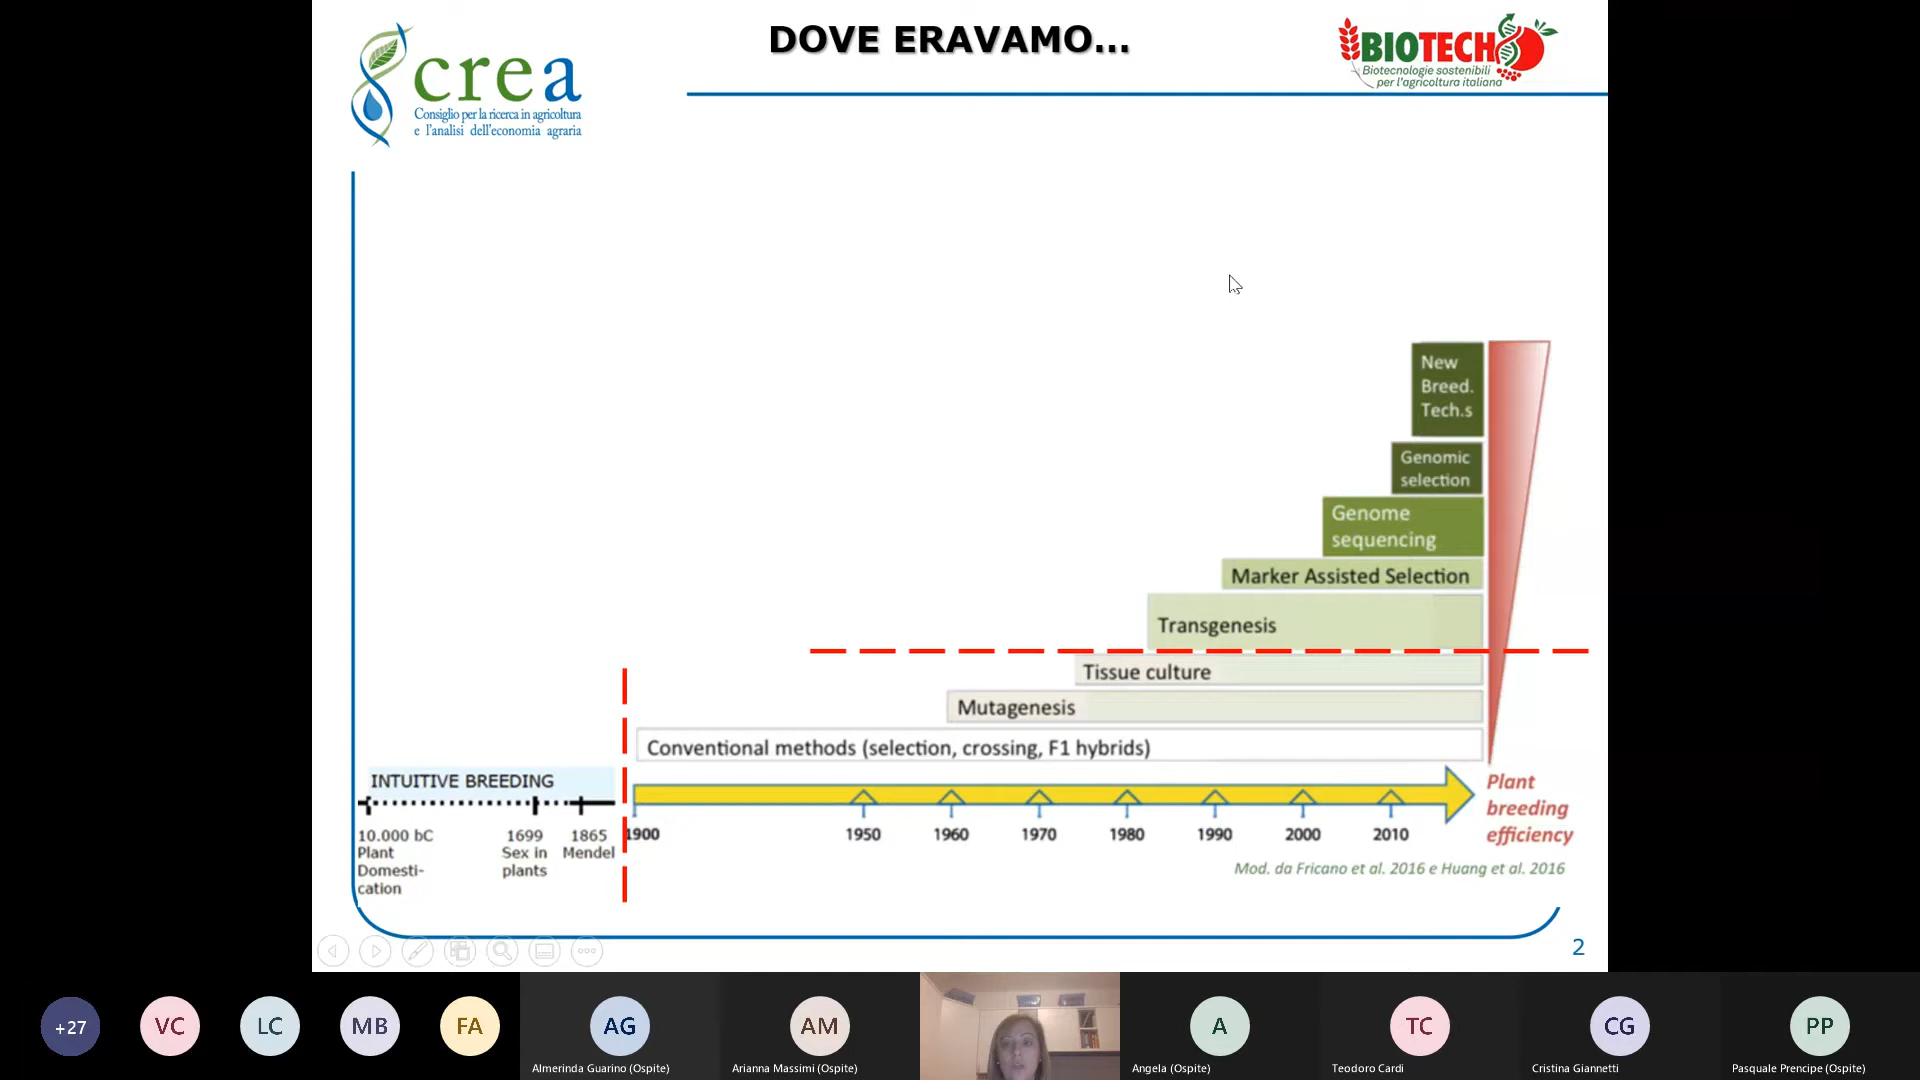 DOVE ERAVAMO...
crea
Consiglio per la ricerca in agricoltura
e l'analisi dell'economia agraria
BIOTECH
Biotecnologie sostenibili
per l'agricoltura italiana
New
Breed.
Tech.s
Genomic
selection
Genome
sequencing
Marker Assisted Selection
Transgenesis
Tissue culture
Mutagenesis
Conventional methods (selection, crossing, F1 hybrids)
INTUITIVE BREEDING
10.000 bC
Plant
Domesti-
cation
1699
Sex in
plants
1865
Mendel
1900
1950
1960
1970
1980
1990
2000
2010
Plant
breeding
efficiency
Mod. da Fricano et al. 2016 e Huang et al. 2016
2
+27
VC
LC
MB
FA
AG
Almerinda Guarino (Ospite)
AM
Arianna Massimi (Ospite)
A
Angela (Ospite)
TC
Teodoro Cardi
CG
Cristina Giannetti
PP
Pasquale Prencipe (Ospite)